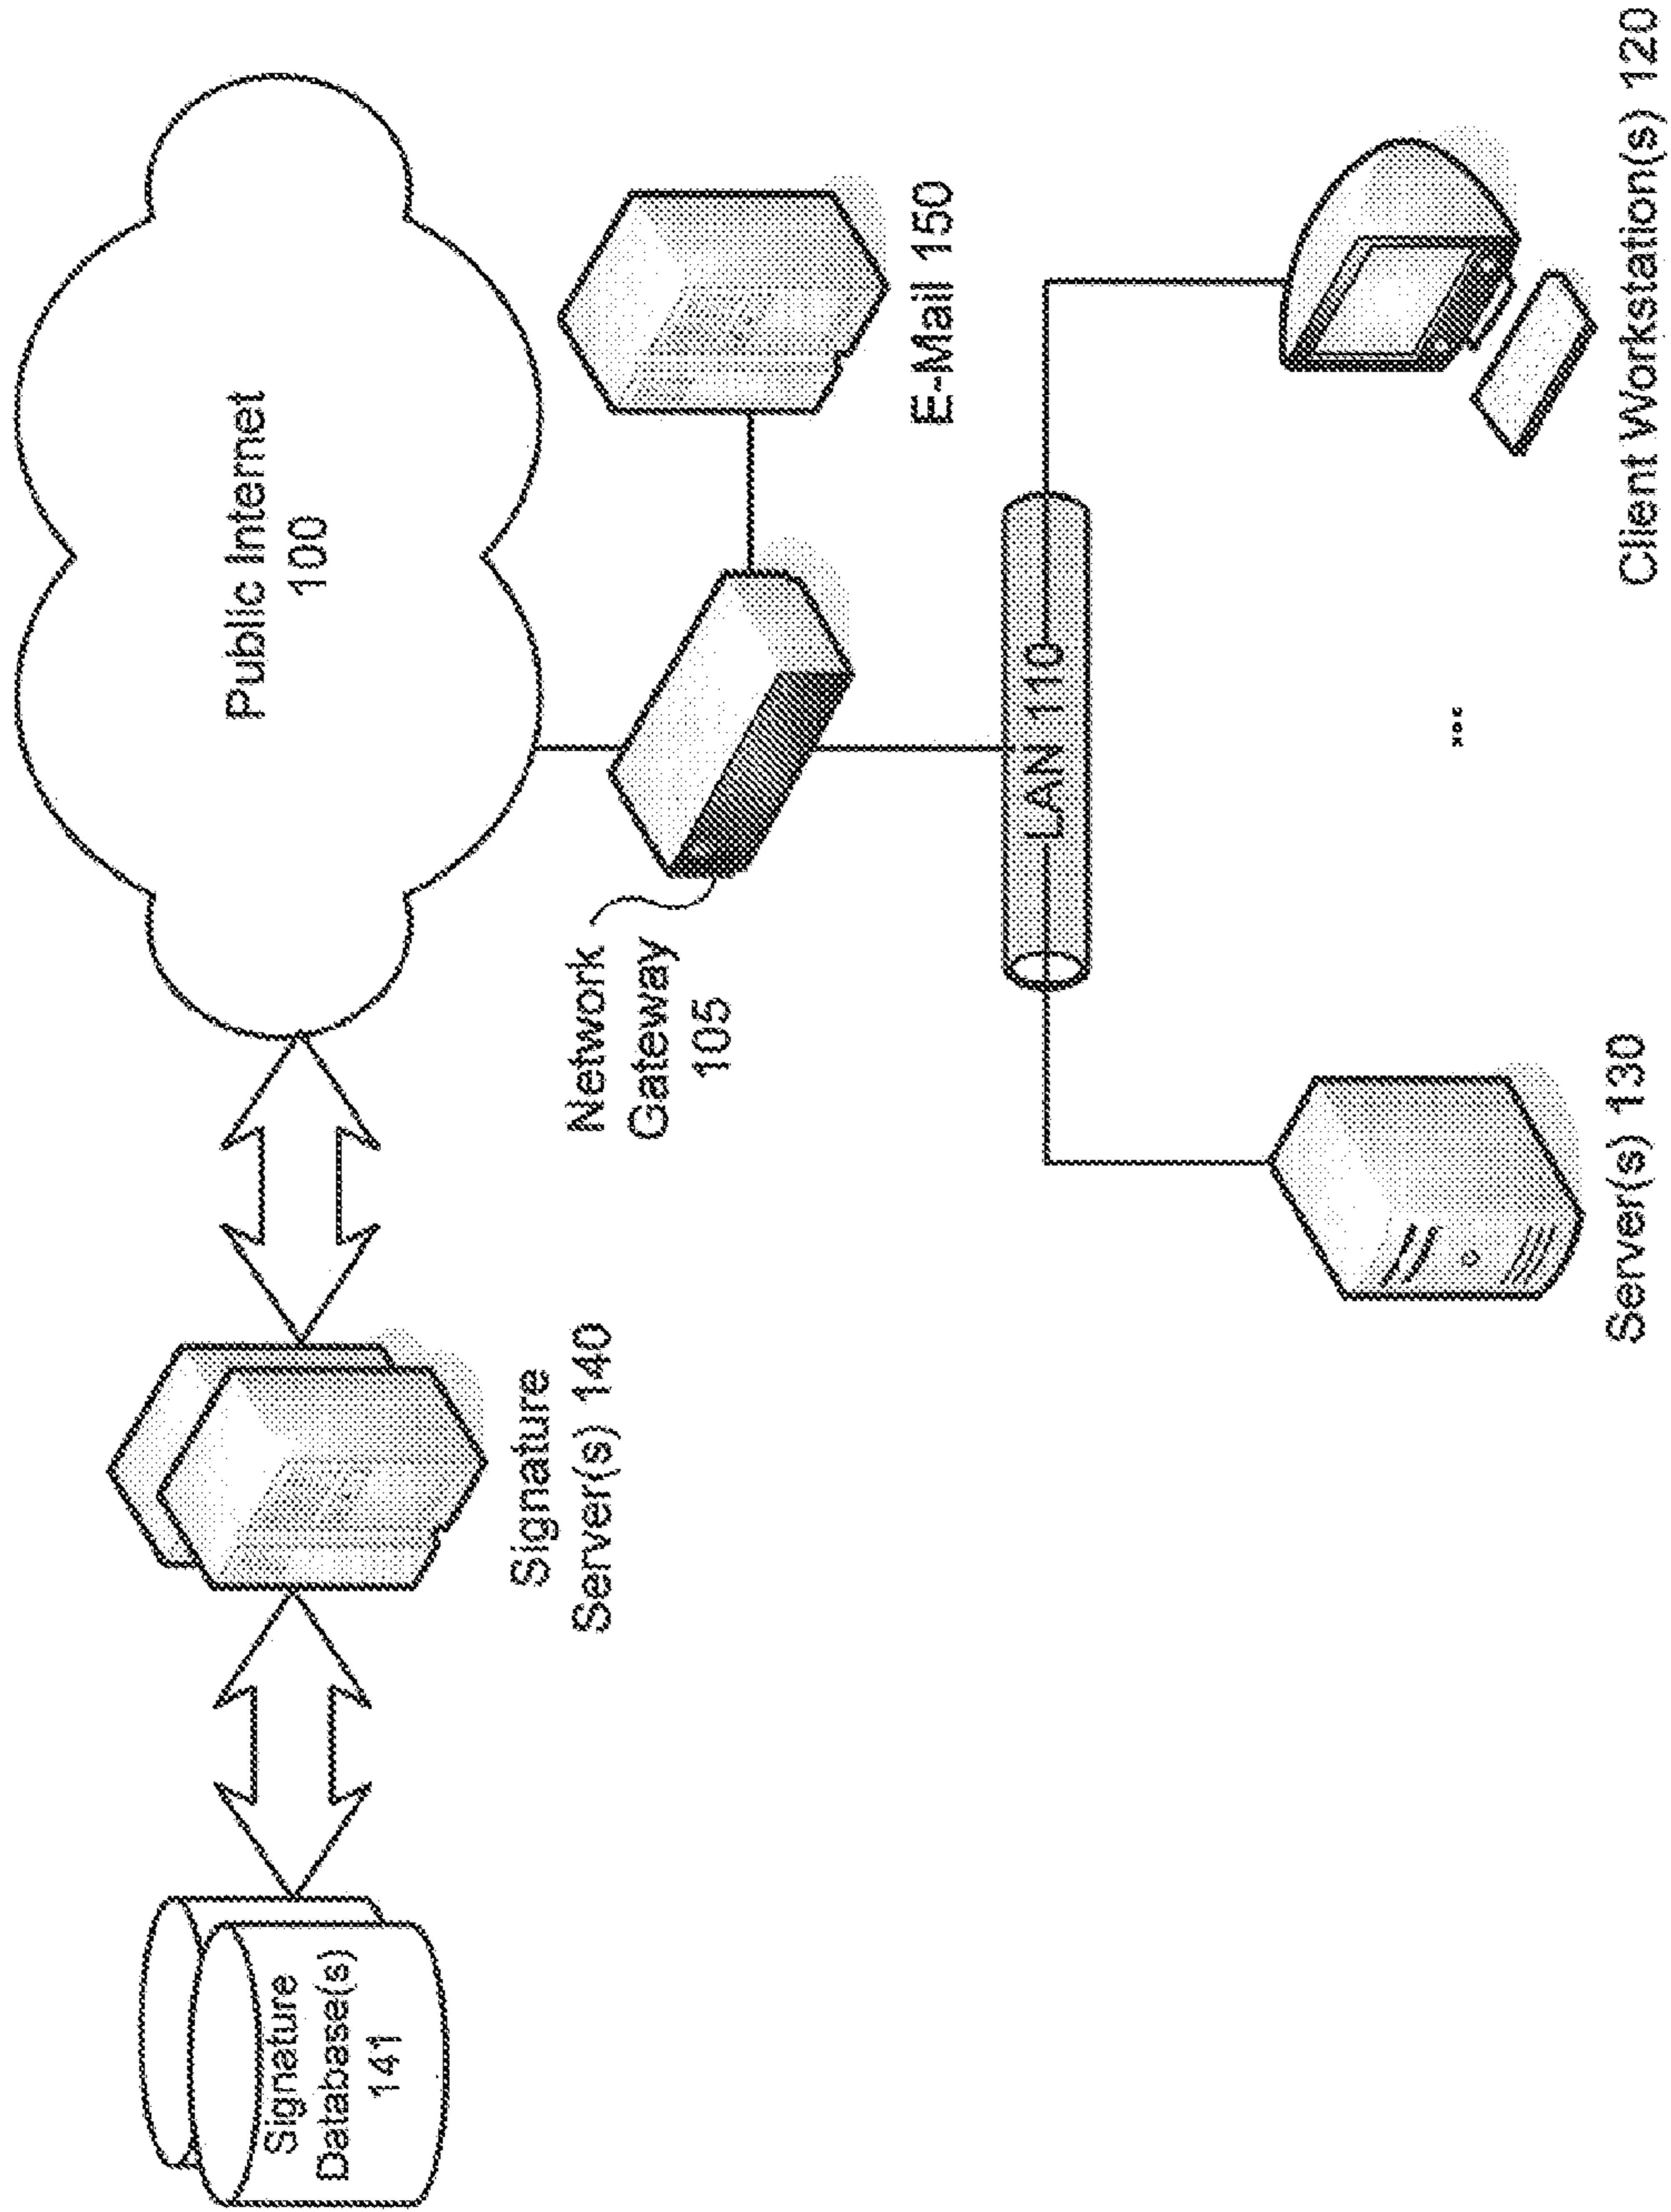 Public Internet
100
Signature
Server(s) 140
Signature
Database(s)
141
Network
Gateway
105
E-Mail 150
LAN 110
...
Server(s) 130
Client Workstation(s) 120